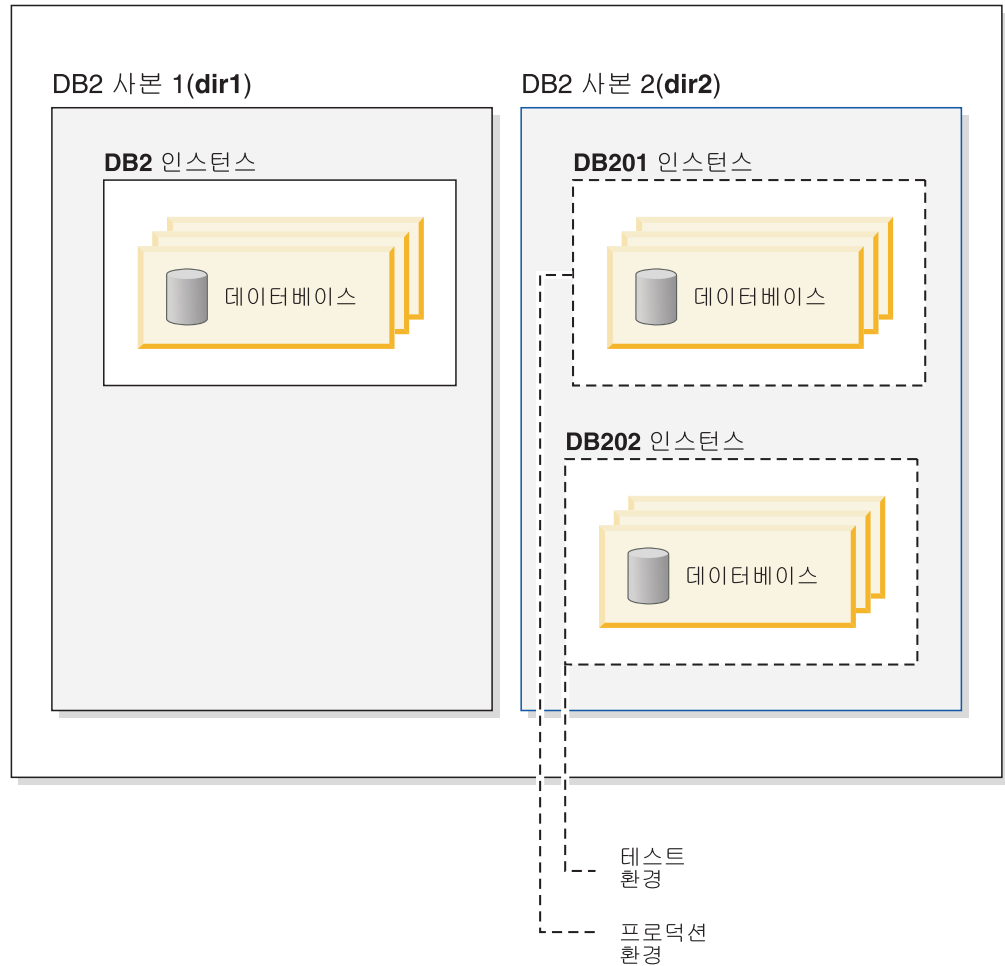 DB2 사본 1(dir1)
DB2 인스턴스
데이터베이스
DB2 사본 2(dir2)
DB201 인스턴스
데이터베이스
DB202 인스턴스
데이터베이스
테스트
환경
프로덕션
환경